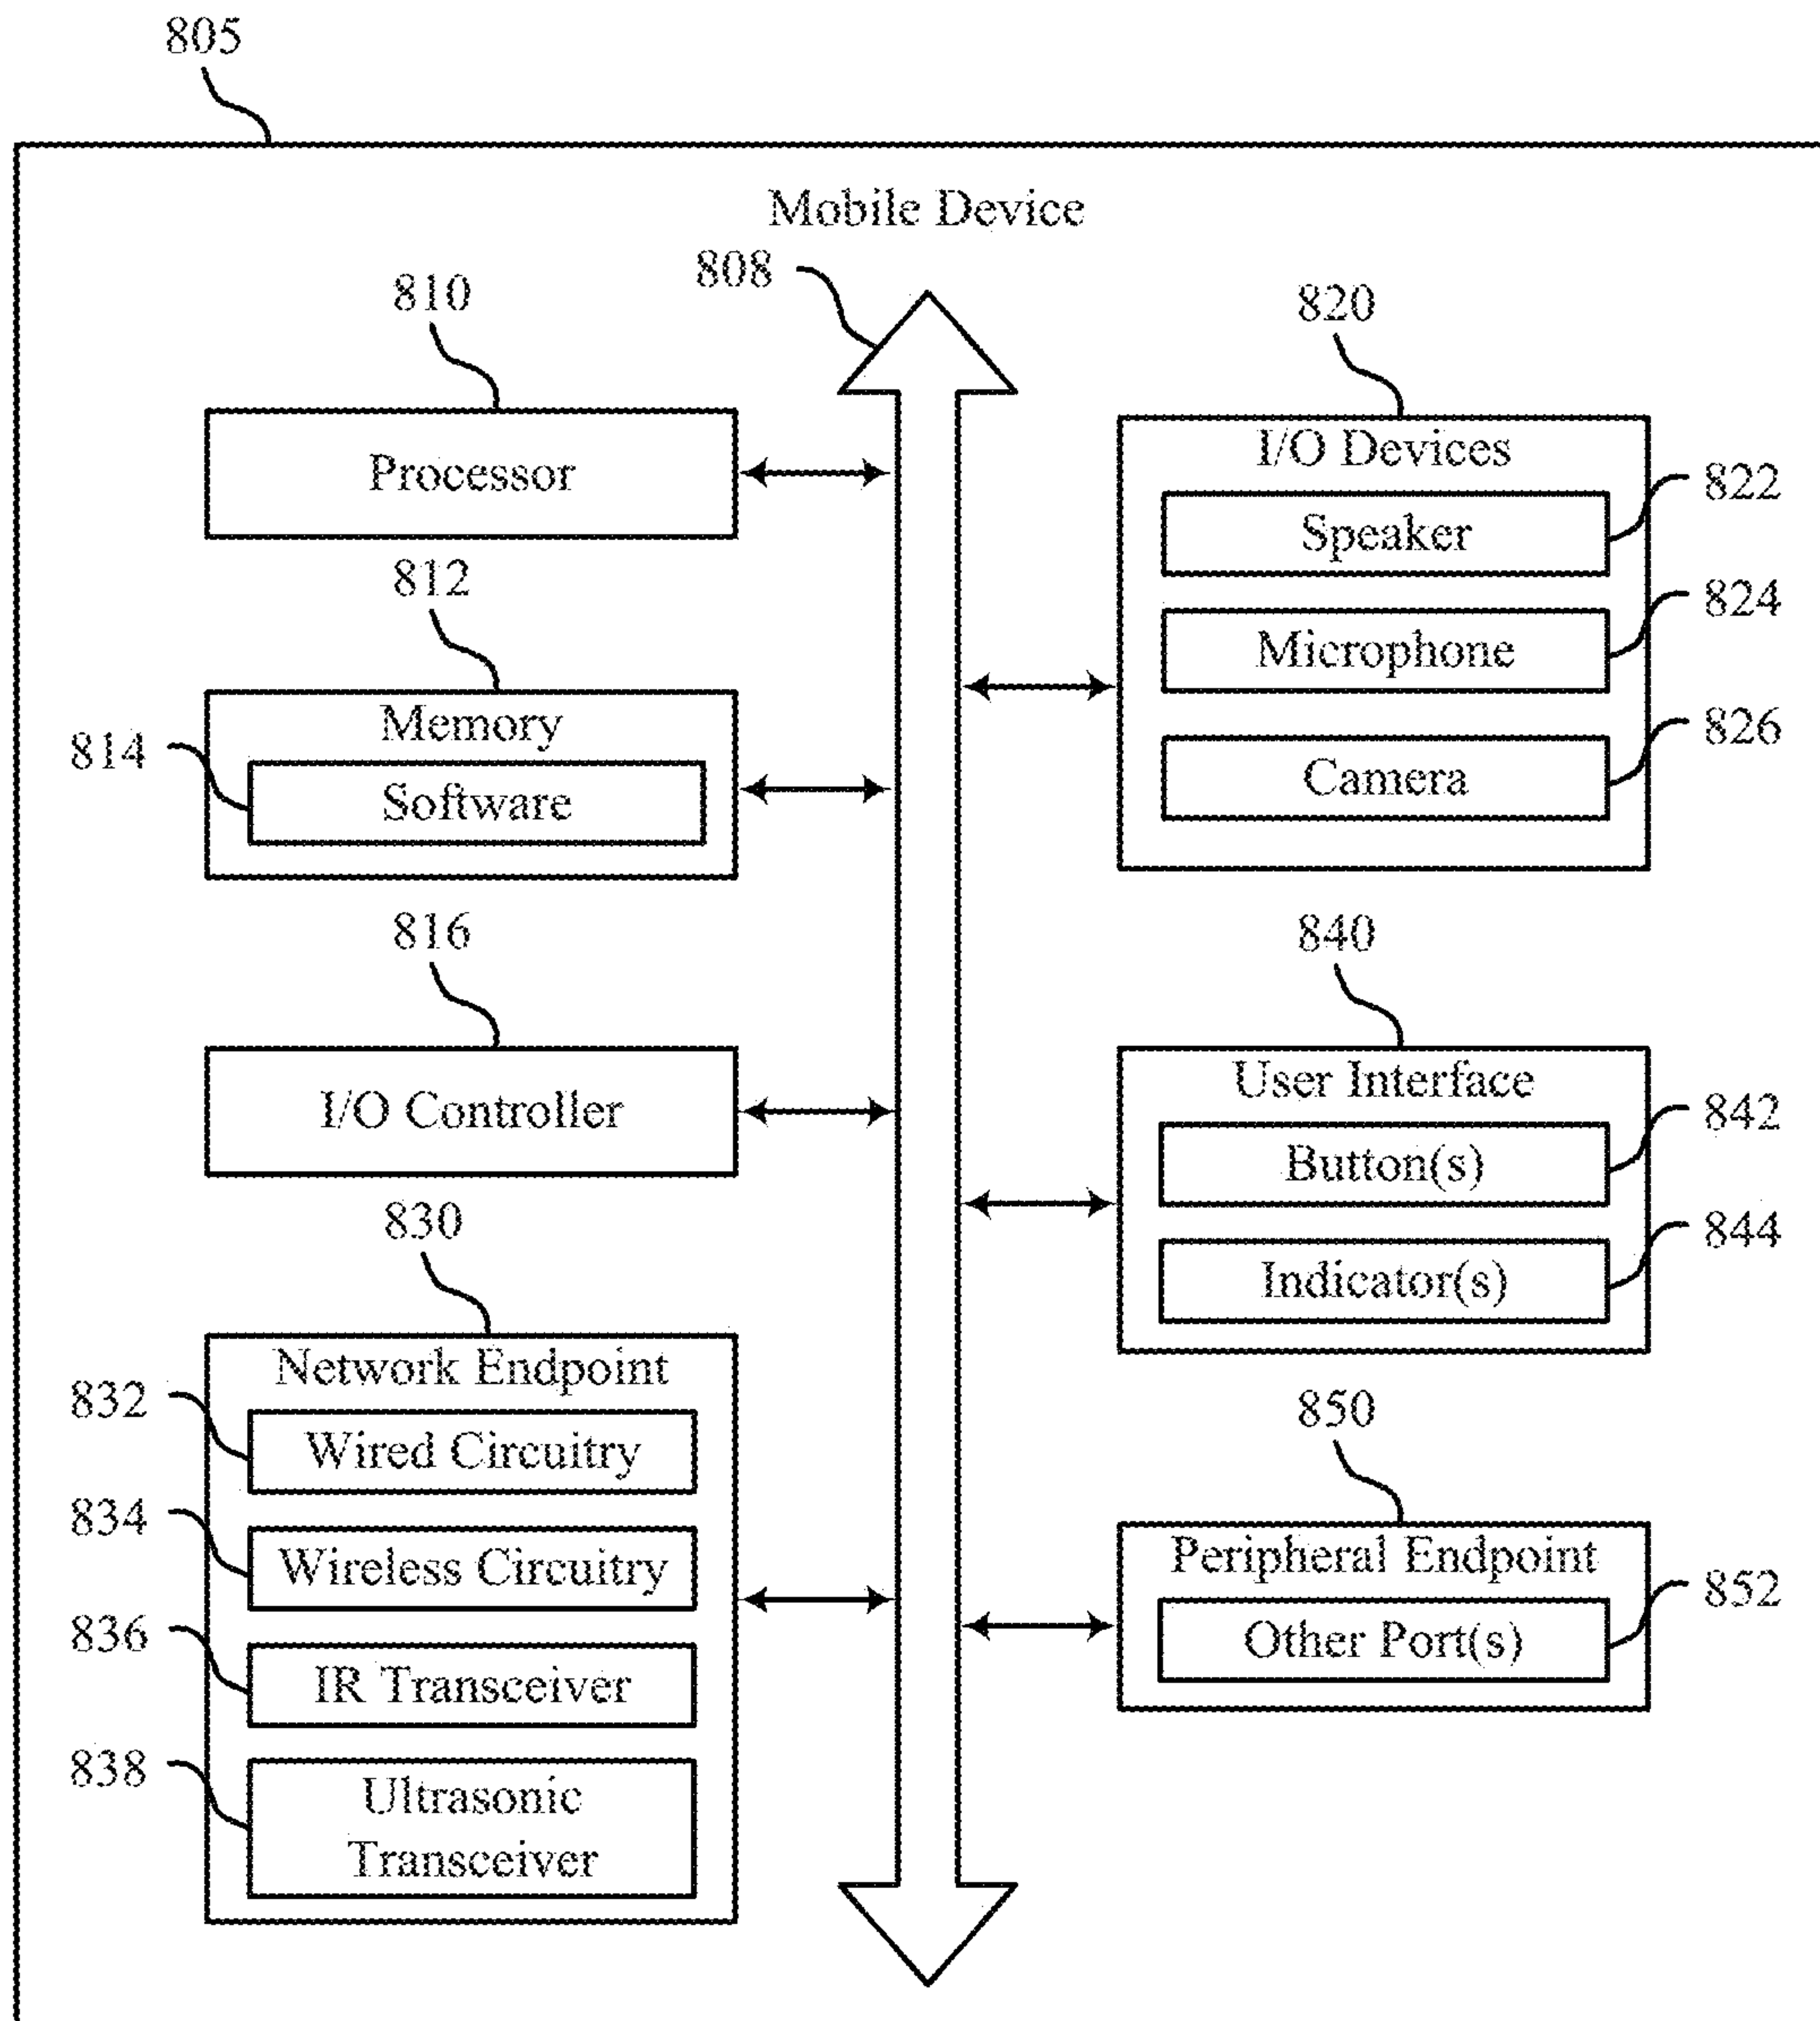 805
Mobile Device
808
810
Processor
812
Memory
814
Software
816
I/O Controller
830
Network Endpoint
832
Wired Circuitry
834
Wireless Circuitry
836
IR Transceiver
838
Ultrasonic
Transceiver
820
I/O Devices
822
Speaker
824
Microphone
826
Camera
840
User Interface
842
Button(s)
844
Indicator(s)
850
Peripheral Endpoint
852
Other Port(s)